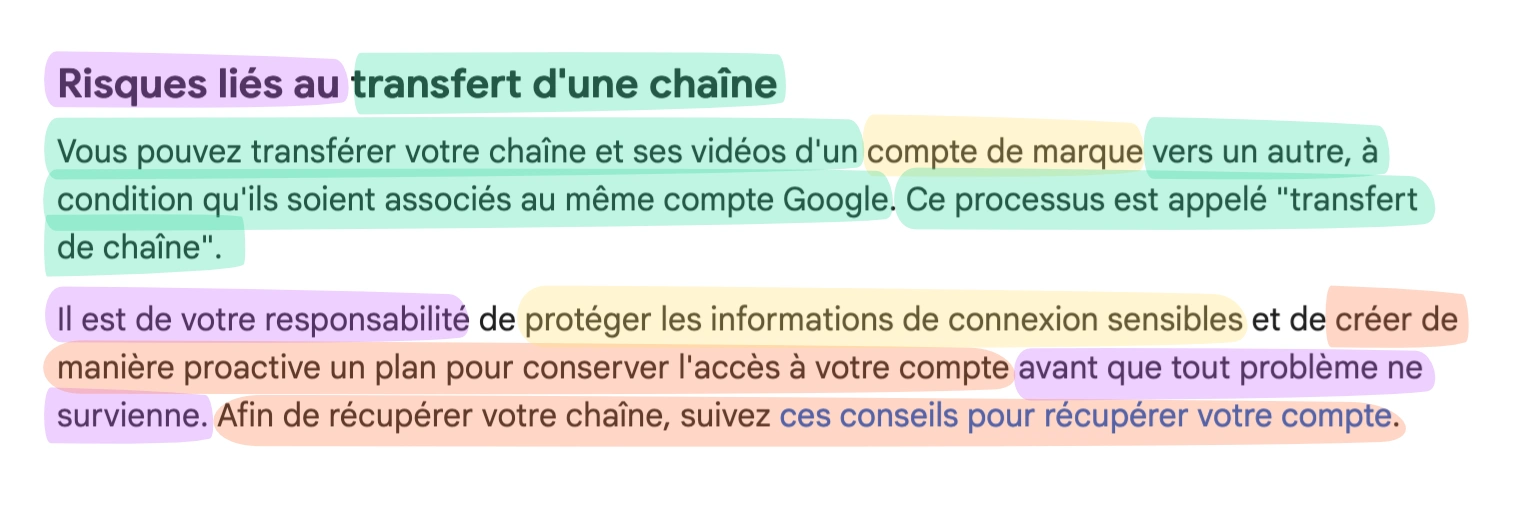 Risques liés au transfert d'une chaîne
Vous pouvez transférer votre chaîne et ses vidéos d'un compte de marque vers un autre, à
condition qu'ils soient associés au même compte Google. Ce processus est appelé "transfert
de chaîne".
Il est de votre responsabilité de protéger les informations de connexion sensibles et de créer de
manière proactive un plan pour conserver l'accès à votre compte avant que tout problème ne
survienne. Afin de récupérer votre chaîne, suivez ces conseils pour récupérer votre compte.